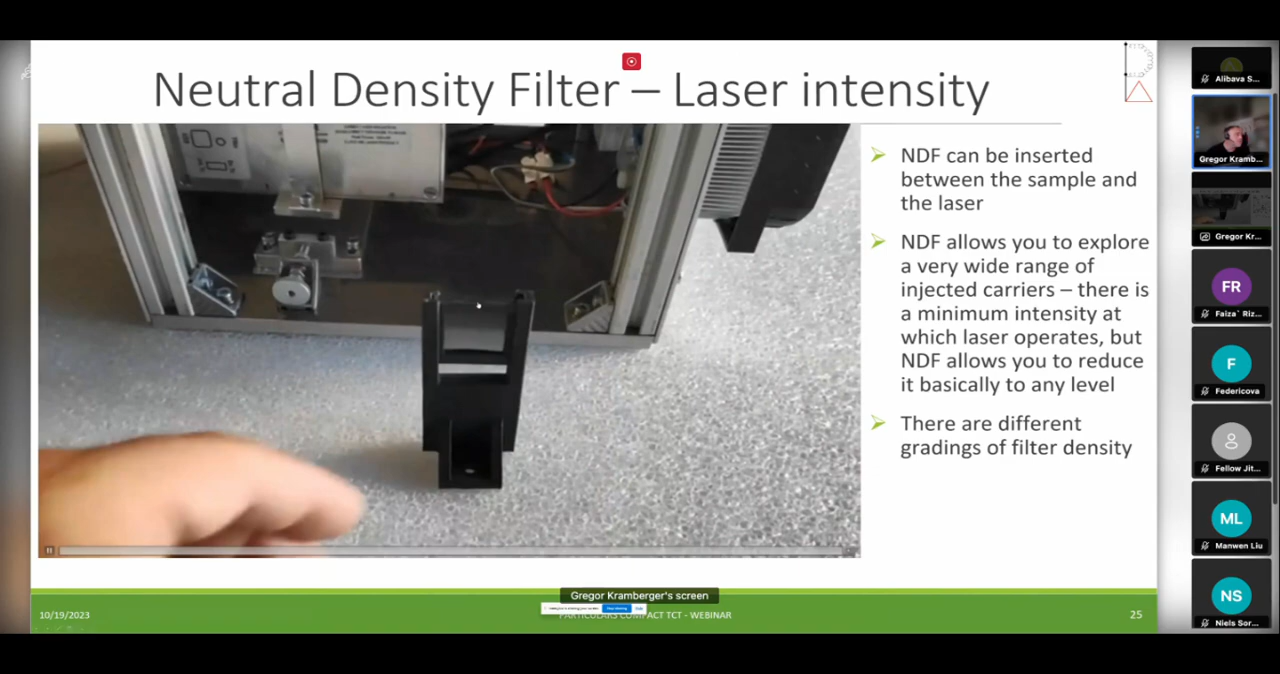 Neutral Density Filter – Laser intensity
NDF can be inserted
between the sample and
the laser
NDF allows you to explore
a very wide range of
injected carriers – there is
a minimum intensity at
which laser operates, but
NDF allows you to reduce
it basically to any level
There are different
gradings of filter density
Gregor Kramberger's screen
10/19/2023
PARTICULARS COMPACT TCT - WEBINAR
25
Alibava S...
Gregor Kramb...
Gregor Kr...
FR
Faiza` Riz...
F
Federicova
Fellow Jit...
ML
Manwen Liu
NS
Niels Sor...